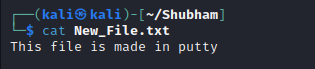 ┌──(kali㉿kali)-[~/Shubham]
└─$ cat New_File.txt
This file is made in putty